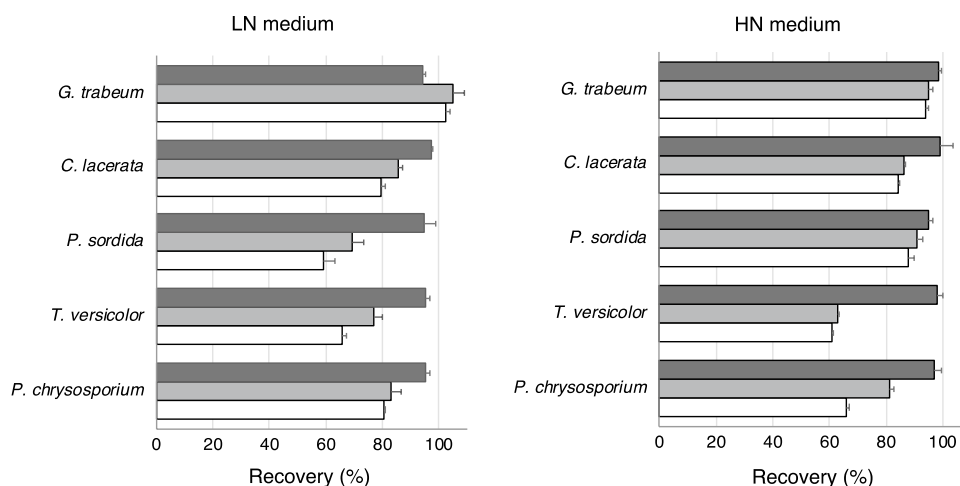 LN medium
G. trabeum
C. lacerata
P. sordida
T. versicolor
P. chrysosporium
0 20 40 60 80 100
Recovery (%)
HN medium
G. trabeum
C. lacerata
P. sordida
T. versicolor
P. chrysosporium
0 20 40 60 80 100
Recovery (%)